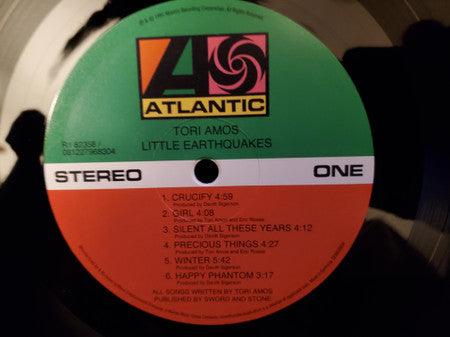 ATLANTIC
TORI AMOS
LITTLE EARTHQUAKES
R1 82358 /
081227968304
STEREO
ONE
1. CRUCIFY 4:59
Produced by Davitt Sigerson
2. GIRL 4:08
Produced by Tori Amos and Eric Rosse
3. SILENT ALL THESE YEARS 4:12
Produced by Davitt Sigerson
4. PRECIOUS THINGS 4:27
Produced by Tori Amos and Eric Rosse
5. WINTER 5:42
Produced by Davitt Sigerson
6. HAPPY PHANTOM 3:17
Produced by Davitt Sigerson
ALL SONGS WRITTEN BY TORI AMOS
PUBLISHED BY SWORD AND STONE